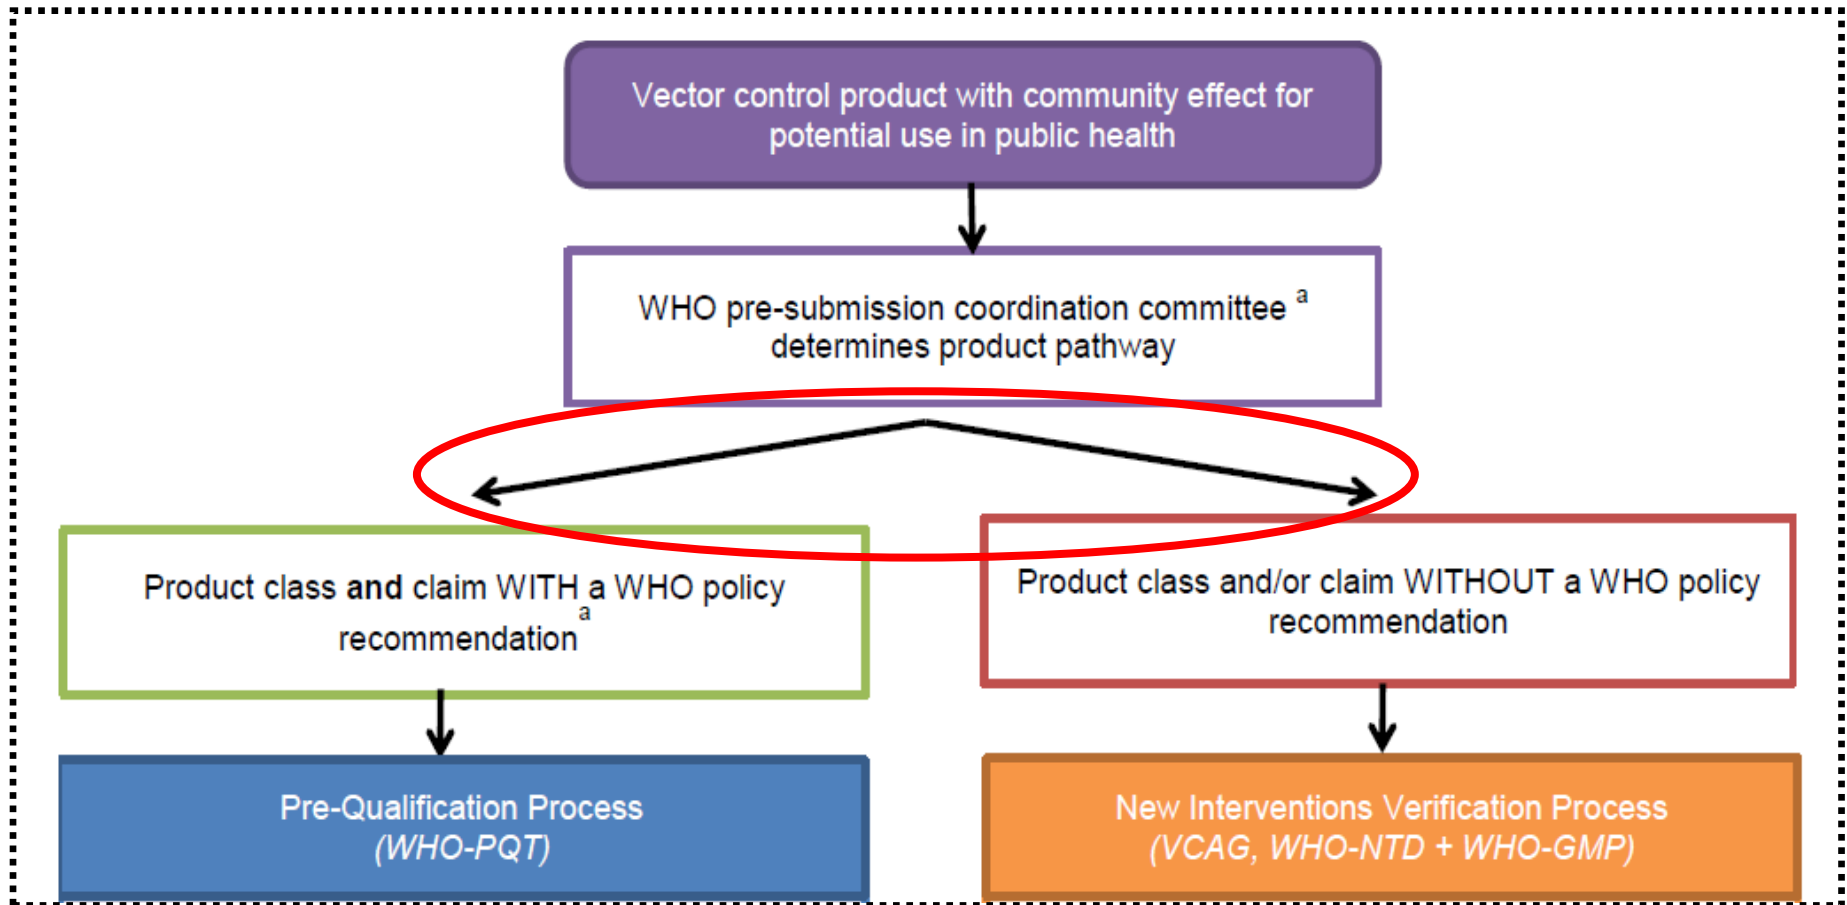 Vector control product with community effect for
potential use in public health
WHO pre-submission coordination committee a
determines product pathway
Product class and claim WITH a WHO policy
recommendation a
Product class and/or claim WITHOUT a WHO policy
recommendation
Pre-Qualification Process
(WHO-PQT)
New Interventions Verification Process
(VCAG, WHO-NTD + WHO-GMP)